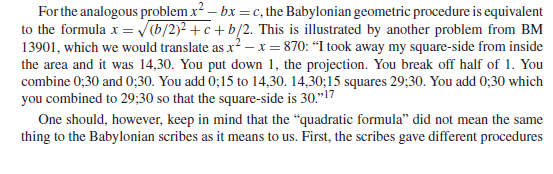 For the analogous problem x² – bx = c, the Babylonian geometric procedure is equivalent
to the formula x = √(b/2)² + c + b/2. This is illustrated by another problem from BM
13901, which we would translate as x² – x = 870: “I took away my square-side from inside
the area and it was 14,30. You put down 1, the projection. You break off half of 1. You
combine 0;30 and 0;30. You add 0;15 to 14,30. 14,30;15 squares 29;30. You add 0;30 which
you combined to 29;30 so that the square-side is 30.”¹⁷
One should, however, keep in mind that the “quadratic formula” did not mean the same
thing to the Babylonian scribes as it means to us. First, the scribes gave different procedures